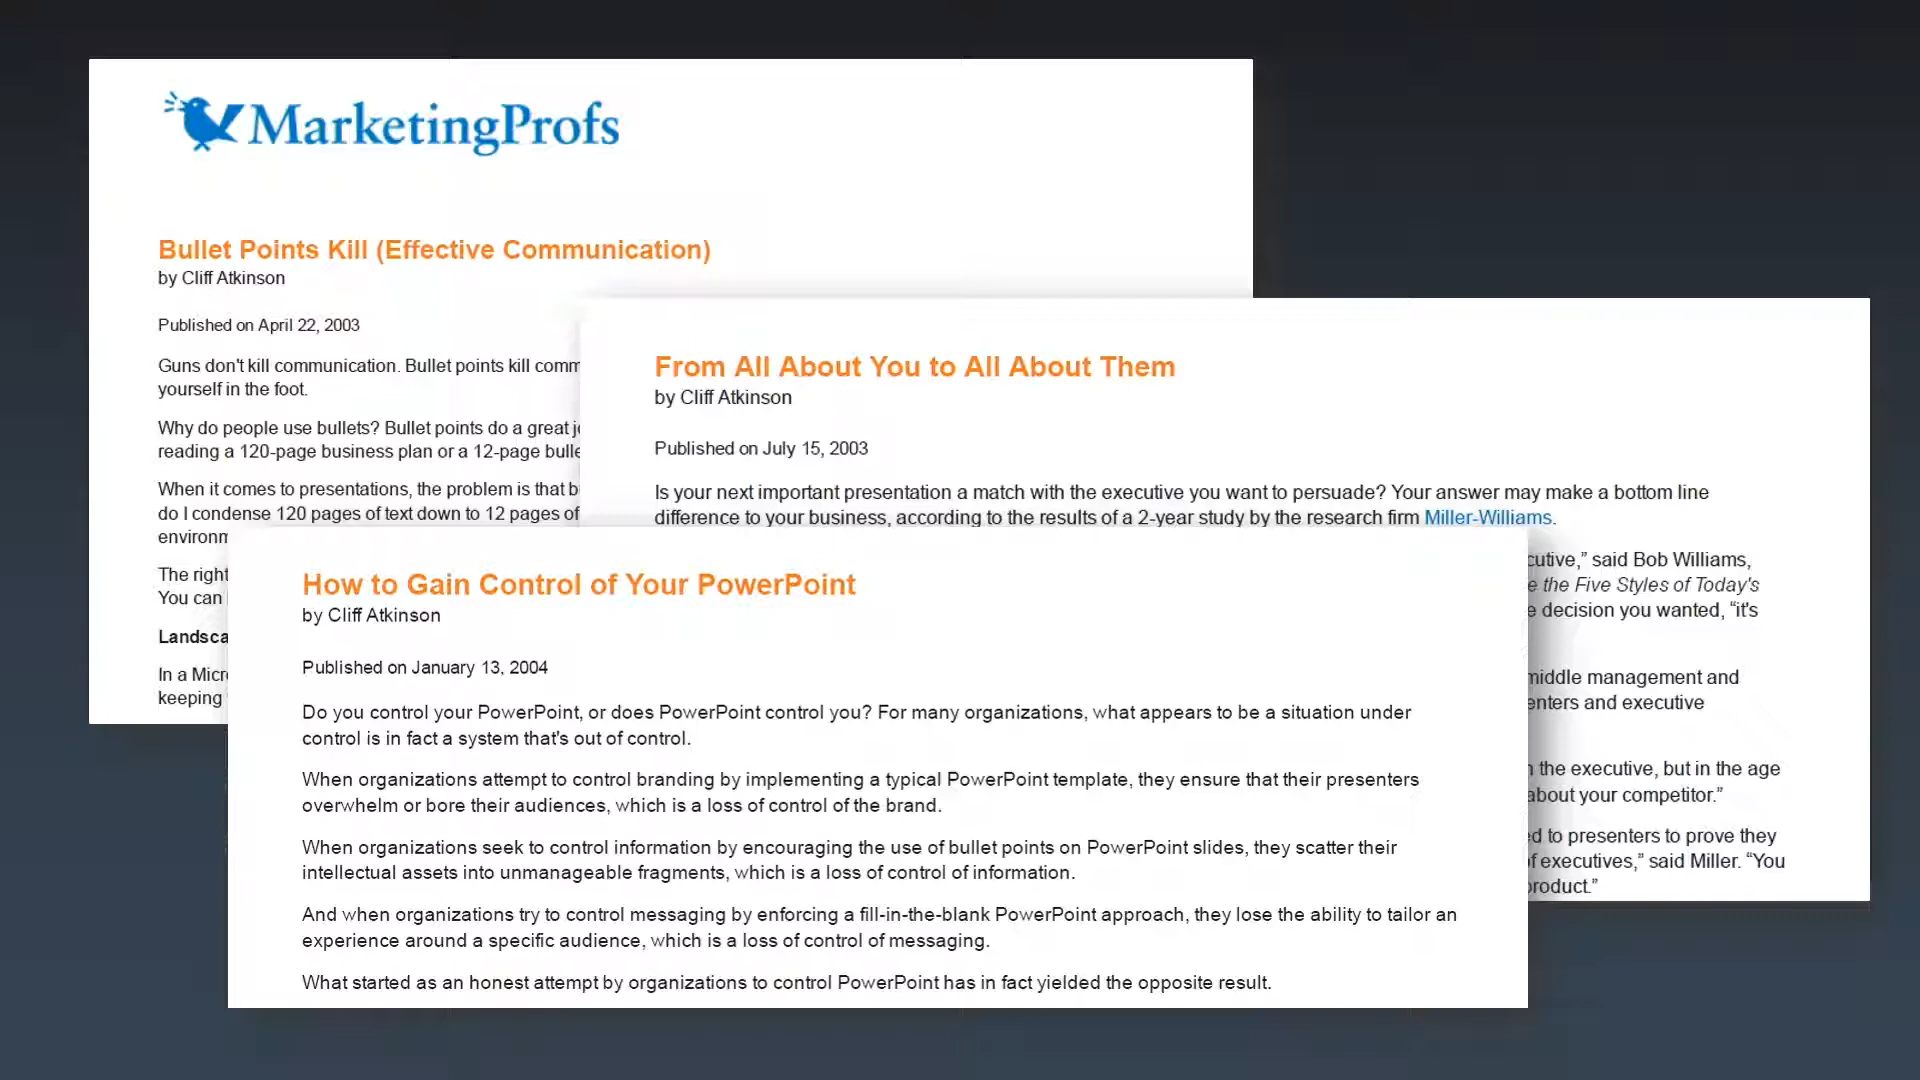 MarketingProfs
Bullet Points Kill (Effective Communication)
by Cliff Atkinson
Published on April 22, 2003
Guns don't kill communication. Bullet points kill
yourself in the foot.
Why do people use bullets? Bullet points do a great
reading a 120-page business plan or a 12-page
When it comes to presentations, the problem is that
do I condense 120 pages of text down to 12 pages of
The right
You can
In a
keeping
From All About You to All About Them
by Cliff Atkinson
Published on July 15, 2003
Is your next important presentation a match with the executive you want to persuade? Your answer may make a bottom line
difference to your business, according to the results of a 2-year study by the research firm Miller-Williams.
said Bob Williams,
the Five Styles of Today's
decision you wanted, “it's
management and
and executive
the executive, but in the age
about your competitor.”
to presenters to prove they
executives,” said Miller. “You
product.”
How to Gain Control of Your PowerPoint
by Cliff Atkinson
Published on January 13, 2004
Do you control your PowerPoint, or does PowerPoint control you? For many organizations, what appears to be a situation under
control is in fact a system that's out of control.
When organizations attempt to control branding by implementing a typical PowerPoint template, they ensure that their presenters
overwhelm or bore their audiences, which is a loss of control of the brand.
When organizations seek to control information by encouraging the use of bullet points on PowerPoint slides, they scatter their
intellectual assets into unmanageable fragments, which is a loss of control of information.
And when organizations try to control messaging by enforcing a fill-in-the-blank PowerPoint approach, they lose the ability to tailor an
experience around a specific audience, which is a loss of control of messaging.
What started as an honest attempt by organizations to control PowerPoint has in fact yielded the opposite result.